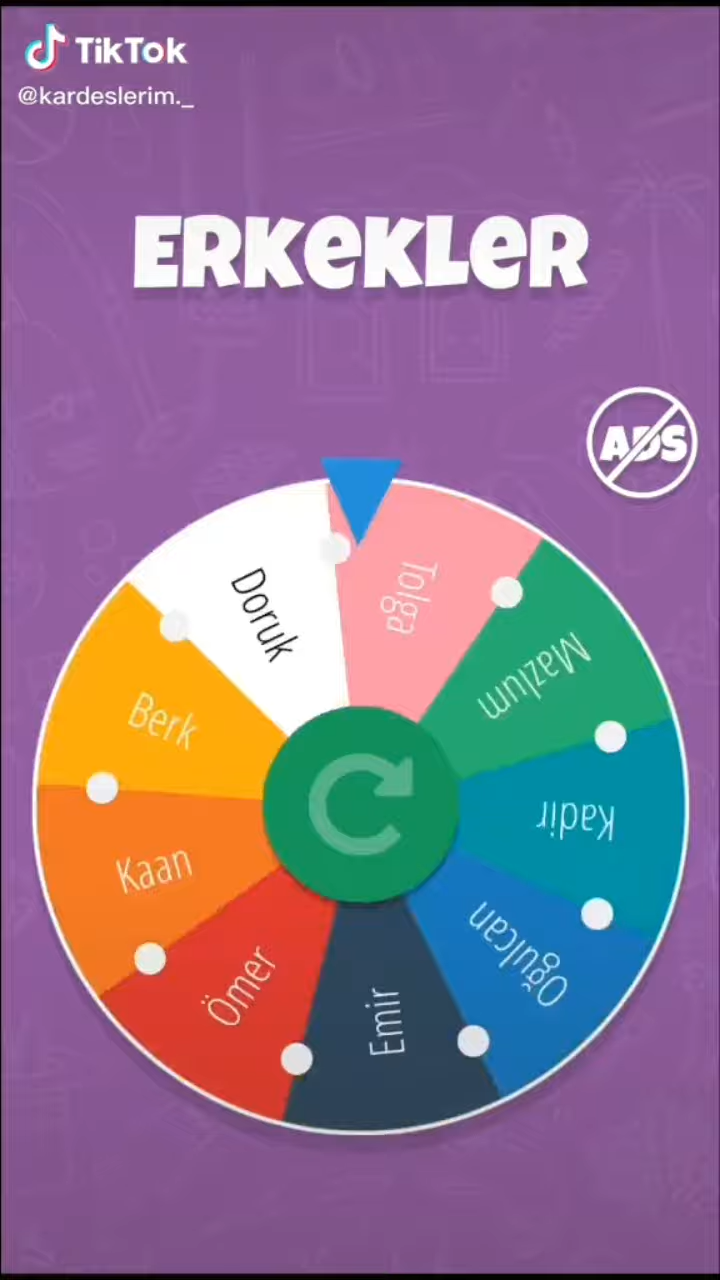 TikTok
@kardeslerim._
ERKeKLeR
ADS
Tolga
Mazlum
Kadir
Oğulcan
Emir
Ömer
Kaan
Berk
Doruk